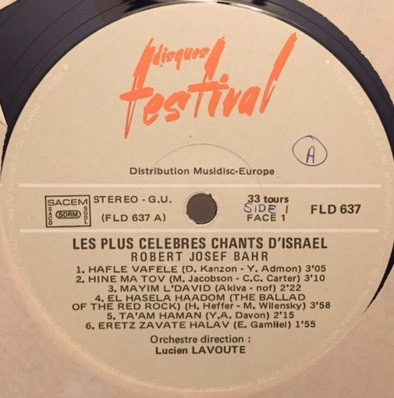 disques
festival
Distribution Musidisc-Europe
A
SACEM
SACD SDRM SGDL
STEREO - G.U.
(FLD 637 A)
33 tours
SIDE 1
FACE 1
FLD 637
LES PLUS CELEBRES CHANTS D'ISRAEL
ROBERT JOSEF BAHR
1. HAFLE VAFELE (D. Kanzon - Y. Admon) 3'05
2. HINE MA TOV (M. Jacobson - C.C. Carter) 3'10
3. MAYIM L'DAVID (Akiva - nof) 2'22
4. EL HASELA HAADOM (THE BALLAD
OF THE RED ROCK) (H. Heffer - M. Wilensky) 3'58
5. TA'AM HAMAN (Y.A. Davon) 2'15
6. ERETZ ZAVATE HALAV (E. Gamliel) 1'55
Orchestre direction :
Lucien LAVOUTE